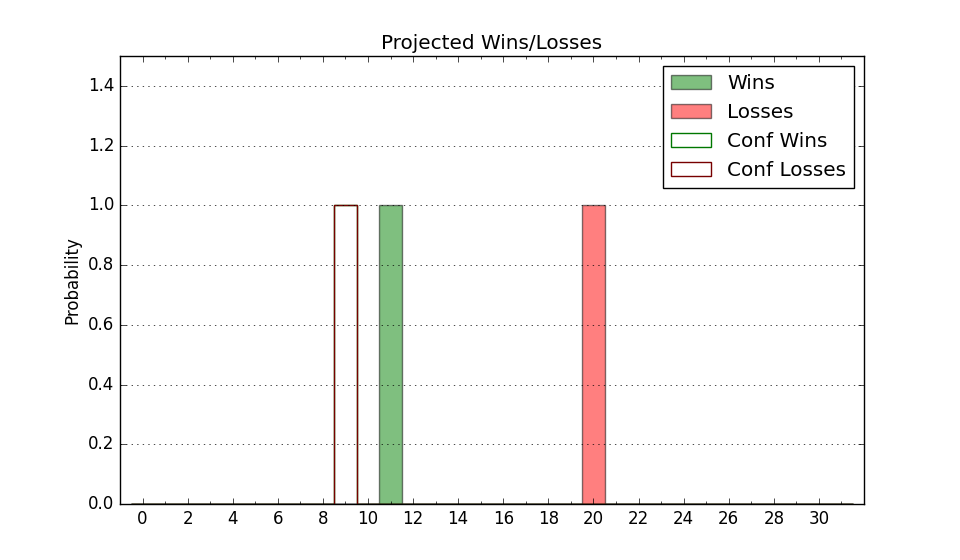 Projected Wins/Losses
Wins
Losses
Conf Wins
Conf Losses
Probability
1.4
1.2
1.0
0.8
0.6
0.4
0.2
0.0
0 2 4 6 8 10 12 14 16 18 20 22 24 26 28 30